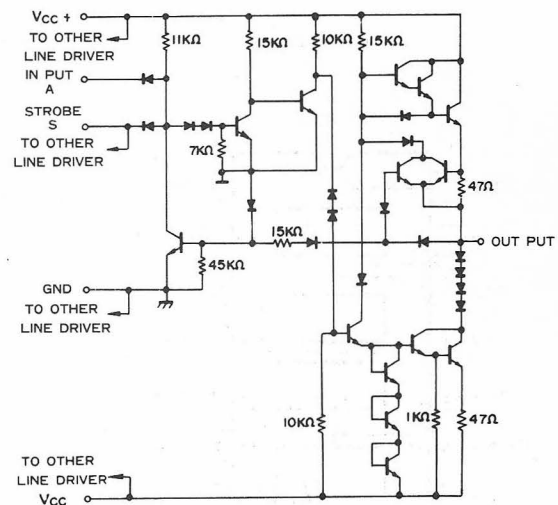 VCC +
TO OTHER
LINE DRIVER
IN PUT
A
STROBE
S
TO OTHER
LINE DRIVER
GND
TO OTHER
LINE DRIVER
TO OTHER
LINE DRIVER
VCC
11KΩ
15KΩ
10KΩ
15KΩ
7KΩ
47Ω
15KΩ
45KΩ
OUT PUT
10KΩ
1KΩ
47Ω